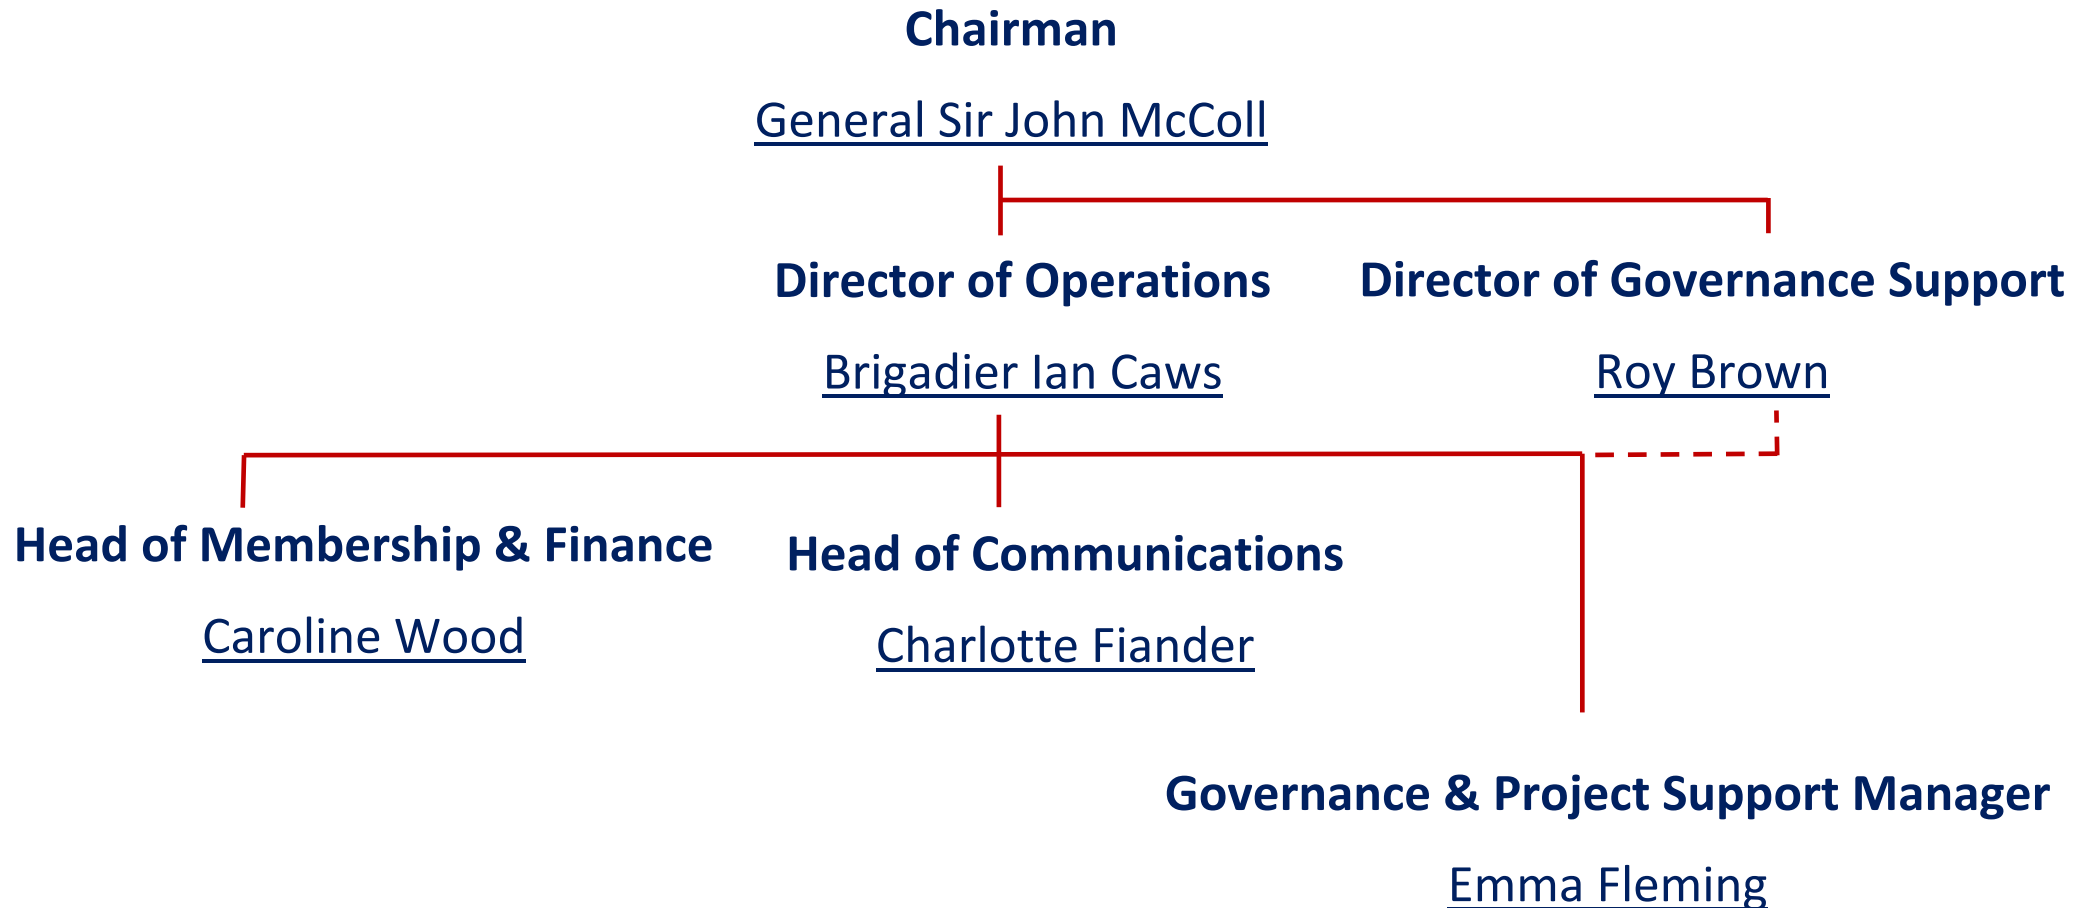 Chairman
General Sir John McColl
Director of Operations
Brigadier Ian Caws
Director of Governance Support
Roy Brown
Head of Membership & Finance
Caroline Wood
Head of Communications
Charlotte Fiander
Governance & Project Support Manager
Emma Fleming